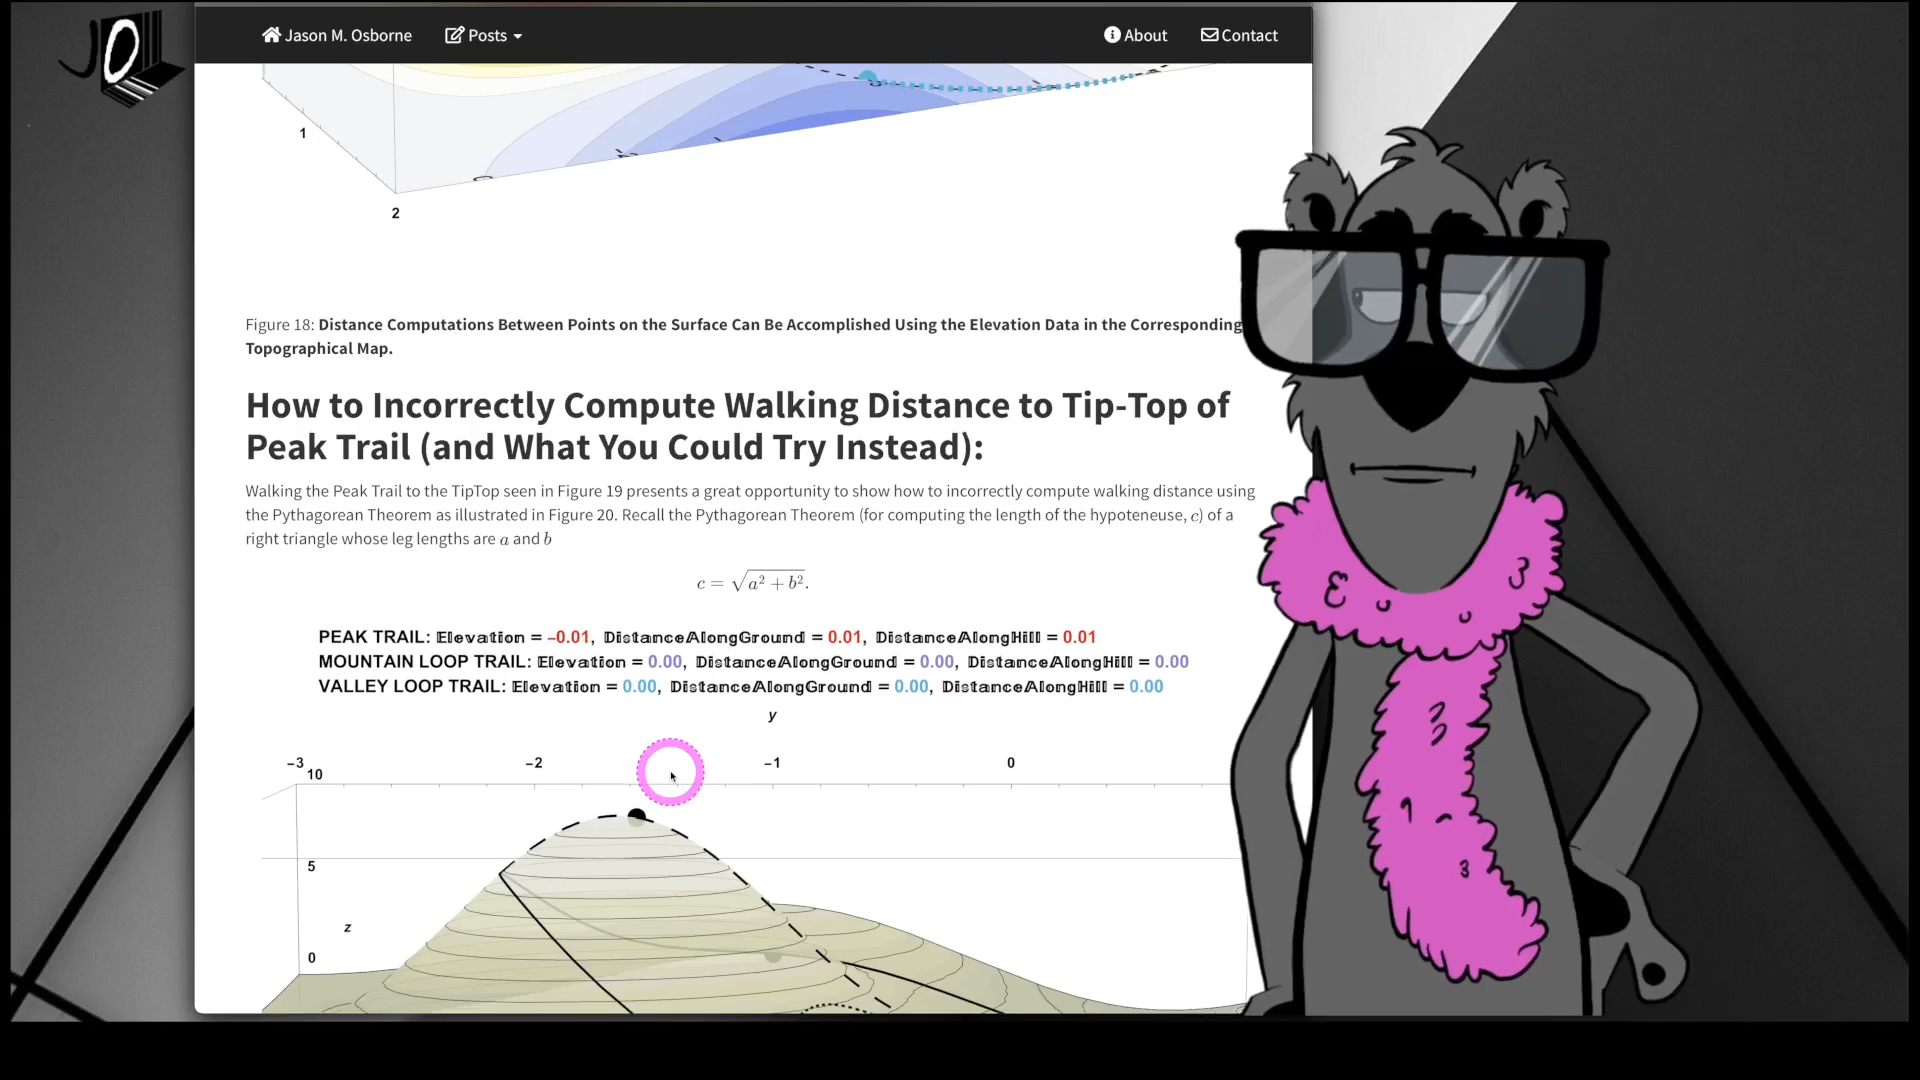 JO
Jason M. Osborne Posts About Contact
1
2
Figure 18: Distance Computations Between Points on the Surface Can Be Accomplished Using the Elevation Data in the Corresponding
Topographical Map.
How to Incorrectly Compute Walking Distance to Tip-Top of
Peak Trail (and What You Could Try Instead):
Walking the Peak Trail to the TipTop seen in Figure 19 presents a great opportunity to show how to incorrectly compute walking distance using
the Pythagorean Theorem as illustrated in Figure 20. Recall the Pythagorean Theorem (for computing the length of the hypoteneuse, c) of a
right triangle whose leg lengths are a and b
c = √(a² + b²).
PEAK TRAIL: Elevation = −0.01, DistanceAlongGround = 0.01, DistanceAlongHill = 0.01
MOUNTAIN LOOP TRAIL: Elevation = 0.00, DistanceAlongGround = 0.00, DistanceAlongHill = 0.00
VALLEY LOOP TRAIL: Elevation = 0.00, DistanceAlongGround = 0.00, DistanceAlongHill = 0.00
y
−3 −2 −1 0
10
5
z
0